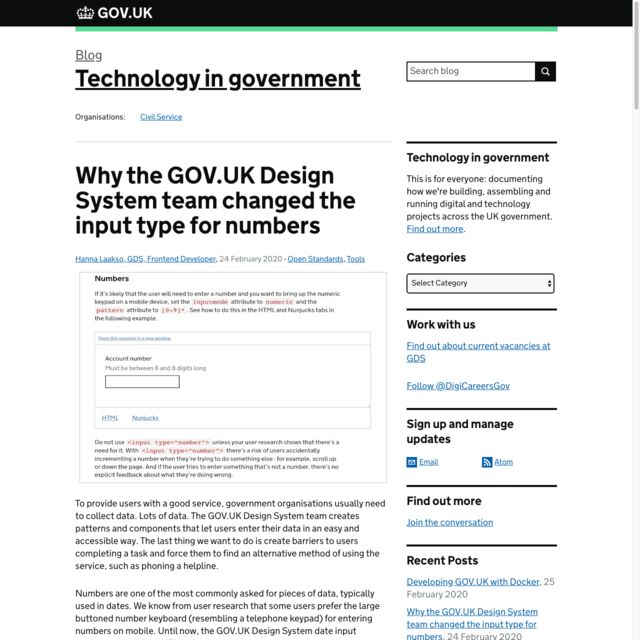 GOV.UK
Blog
Technology in government
Search blog
Organisations: Civil Service
Why the GOV.UK Design
System team changed the
input type for numbers
Hanna Laakso, GDS, Frontend Developer, 24 February 2020 - Open Standards, Tools
Numbers
If it's likely that the user will need to enter a number and you want to bring up the numeric
keypad on a mobile device, set the inputmode attribute to numeric and the
pattern attribute to [0-9]*. See how to do this in the HTML and Nunjucks tabs in
the following example.
Open this example in a new window
Account number
Must be between 6 and 8 digits long
HTML Nunjucks
Do not use <input type="number"> unless your user research shows that there's a
need for it. With <input type="number"> there's a risk of users accidentally
incrementing a number when they're trying to do something else - for example, scroll up
or down the page. And if the user tries to enter something that's not a number, there's no
explicit feedback about what they're doing wrong.
To provide users with a good service, government organisations usually need
to collect data. Lots of data. The GOV.UK Design System team creates
patterns and components that let users enter their data in an easy and
accessible way. The last thing we want to do is create barriers to users
completing a task and force them to find an alternative method of using the
service, such as phoning a helpline.
Numbers are one of the most commonly asked for pieces of data, typically
used in dates. We know from user research that some users prefer the large
buttoned number keyboard (resembling a telephone keypad) for entering
numbers on mobile. Until now, the GOV.UK Design System date input
Technology in government
This is for everyone: documenting
how we're building, assembling and
running digital and technology
projects across the UK government.
Find out more.
Categories
Select Category
Work with us
Find out about current vacancies at
GDS
Follow @DigiCareersGov
Sign up and manage
updates
Email Atom
Find out more
Join the conversation
Recent Posts
Developing GOV.UK with Docker, 25
February 2020
Why the GOV.UK Design System
team changed the input type for
numbers, 24 February 2020